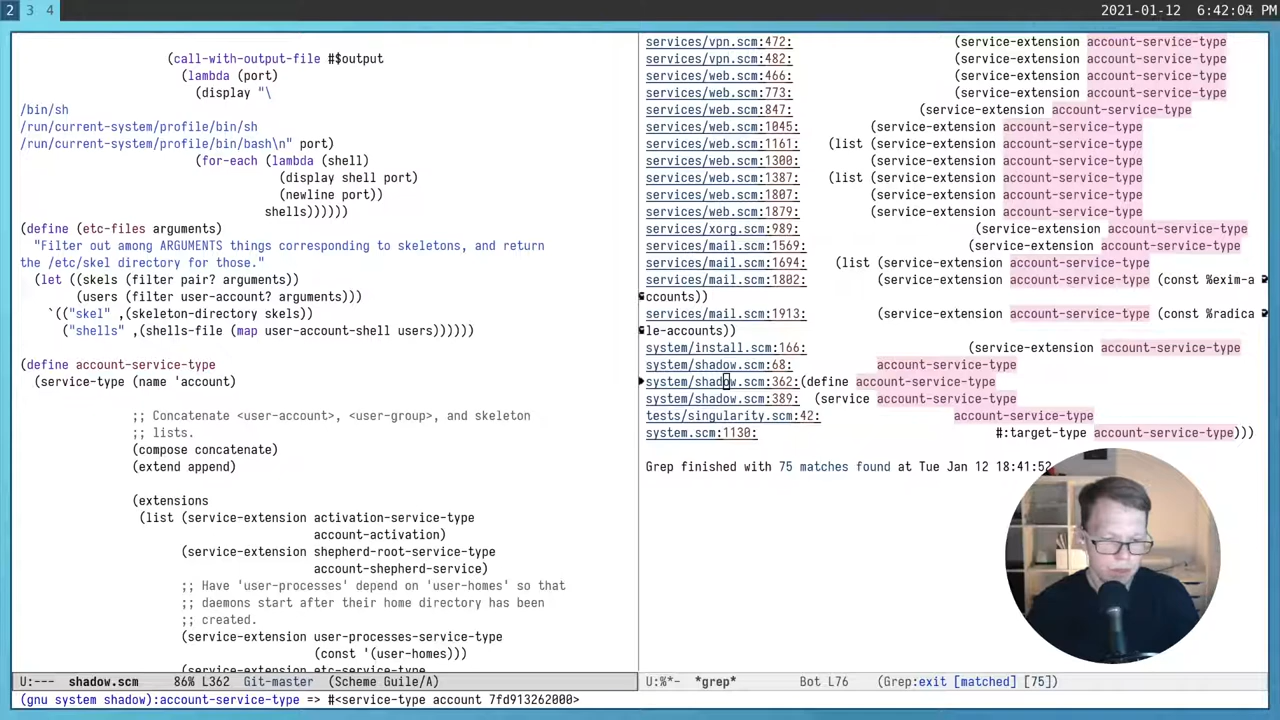 2 3 4
2021-01-12 6:42:04 PM
(call-with-output-file #$output
(lambda (port)
(display "\
/bin/sh
/run/current-system/profile/bin/sh
/run/current-system/profile/bin/bash\n" port)
(for-each (lambda (shell)
(display shell port)
(newline port))
shells))))))
(define (etc-files arguments)
"Filter out among ARGUMENTS things corresponding to skeletons, and return
the /etc/skel directory for those."
(let ((skels (filter pair? arguments))
(users (filter user-account? arguments)))
`(("skel" ,(skeleton-directory skels))
("shells" ,(shells-file (map user-account-shell users))))))
(define account-service-type
(service-type (name 'account)
;; Concatenate <user-account>, <user-group>, and skeleton
;; lists.
(compose concatenate)
(extend append)
(extensions
(list (service-extension activation-service-type
account-activation)
(service-extension shepherd-root-service-type
account-shepherd-service)
;; Have 'user-processes' depend on 'user-homes' so that
;; daemons start after their home directory has been
;; created.
(service-extension user-processes-service-type
(const '(user-homes)))
(service-extension etc-service-type
U:--- shadow.scm 86% L362 Git-master (Scheme Guile/A)
services/vpn.scm:472: (service-extension account-service-type
services/vpn.scm:482: (service-extension account-service-type
services/web.scm:466: (service-extension account-service-type
services/web.scm:773: (service-extension account-service-type
services/web.scm:847: (service-extension account-service-type
services/web.scm:1045: (service-extension account-service-type
services/web.scm:1161: (list (service-extension account-service-type
services/web.scm:1300: (service-extension account-service-type
services/web.scm:1387: (list (service-extension account-service-type
services/web.scm:1807: (service-extension account-service-type
services/web.scm:1879: (service-extension account-service-type
services/xorg.scm:989: (service-extension account-service-type
services/mail.scm:1569: (service-extension account-service-type
services/mail.scm:1694: (list (service-extension account-service-type
services/mail.scm:1802: (service-extension account-service-type (const %exim-a
ccounts))
services/mail.scm:1913: (service-extension account-service-type (const %radica
le-accounts))
system/install.scm:166: (service-extension account-service-type
system/shadow.scm:68: account-service-type
system/shadow.scm:362:(define account-service-type
system/shadow.scm:389: (service account-service-type
tests/singularity.scm:42: account-service-type
system.scm:1130: #:target-type account-service-type)))
Grep finished with 75 matches found at Tue Jan 12 18:41:52
U:%*- *grep* Bot L76 (Grep:exit [matched] [75])
(gnu system shadow):account-service-type => #<service-type account 7fd913262000>